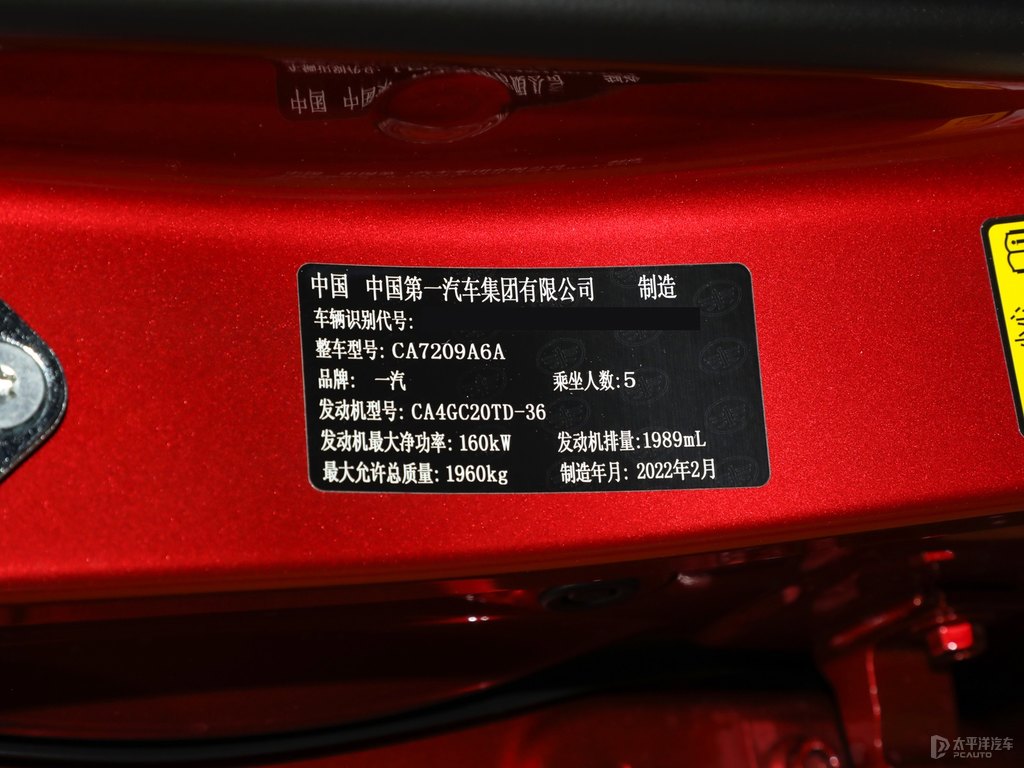 中国 中国第一汽车集团有限公司 制造
车辆识别代号:
整车型号: CA7209A6A
品牌: 一汽 乘坐人数:5
发动机型号: CA4GC20TD-36
发动机最大净功率: 160kW 发动机排量:1989mL
最大允许总质量: 1960kg 制造年月: 2022年2月
太平洋汽车
PCAUTO